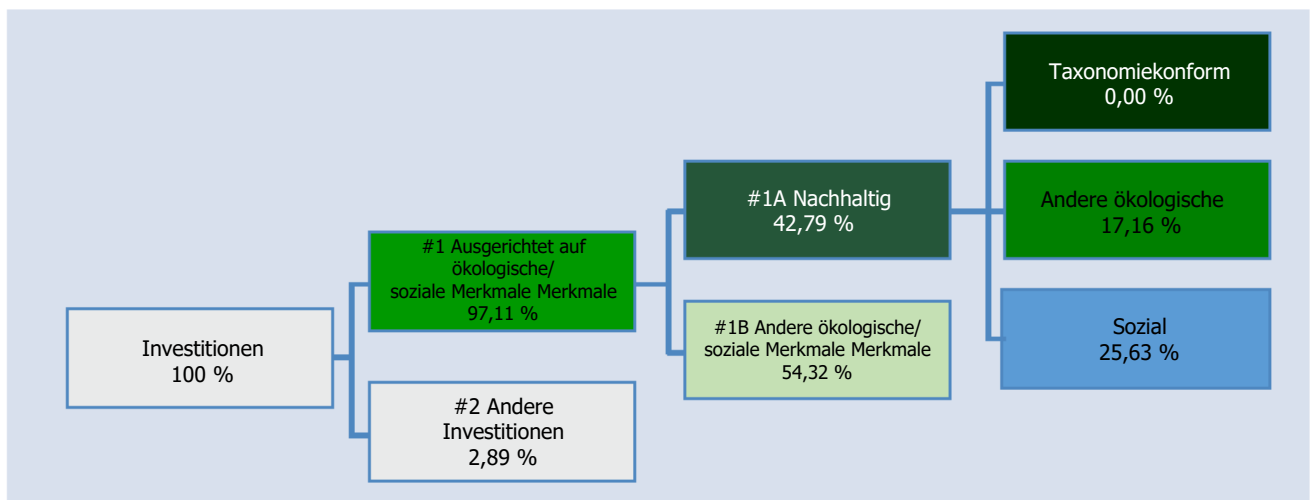 Investitionen
100 %
#1 Ausgerichtet auf
ökologische/
soziale Merkmale Merkmale
97,11 %
#2 Andere
Investitionen
2,89 %
#1A Nachhaltig
42,79 %
#1B Andere ökologische/
soziale Merkmale Merkmale
54,32 %
Taxonomiekonform
0,00 %
Andere ökologische
17,16 %
Sozial
25,63 %